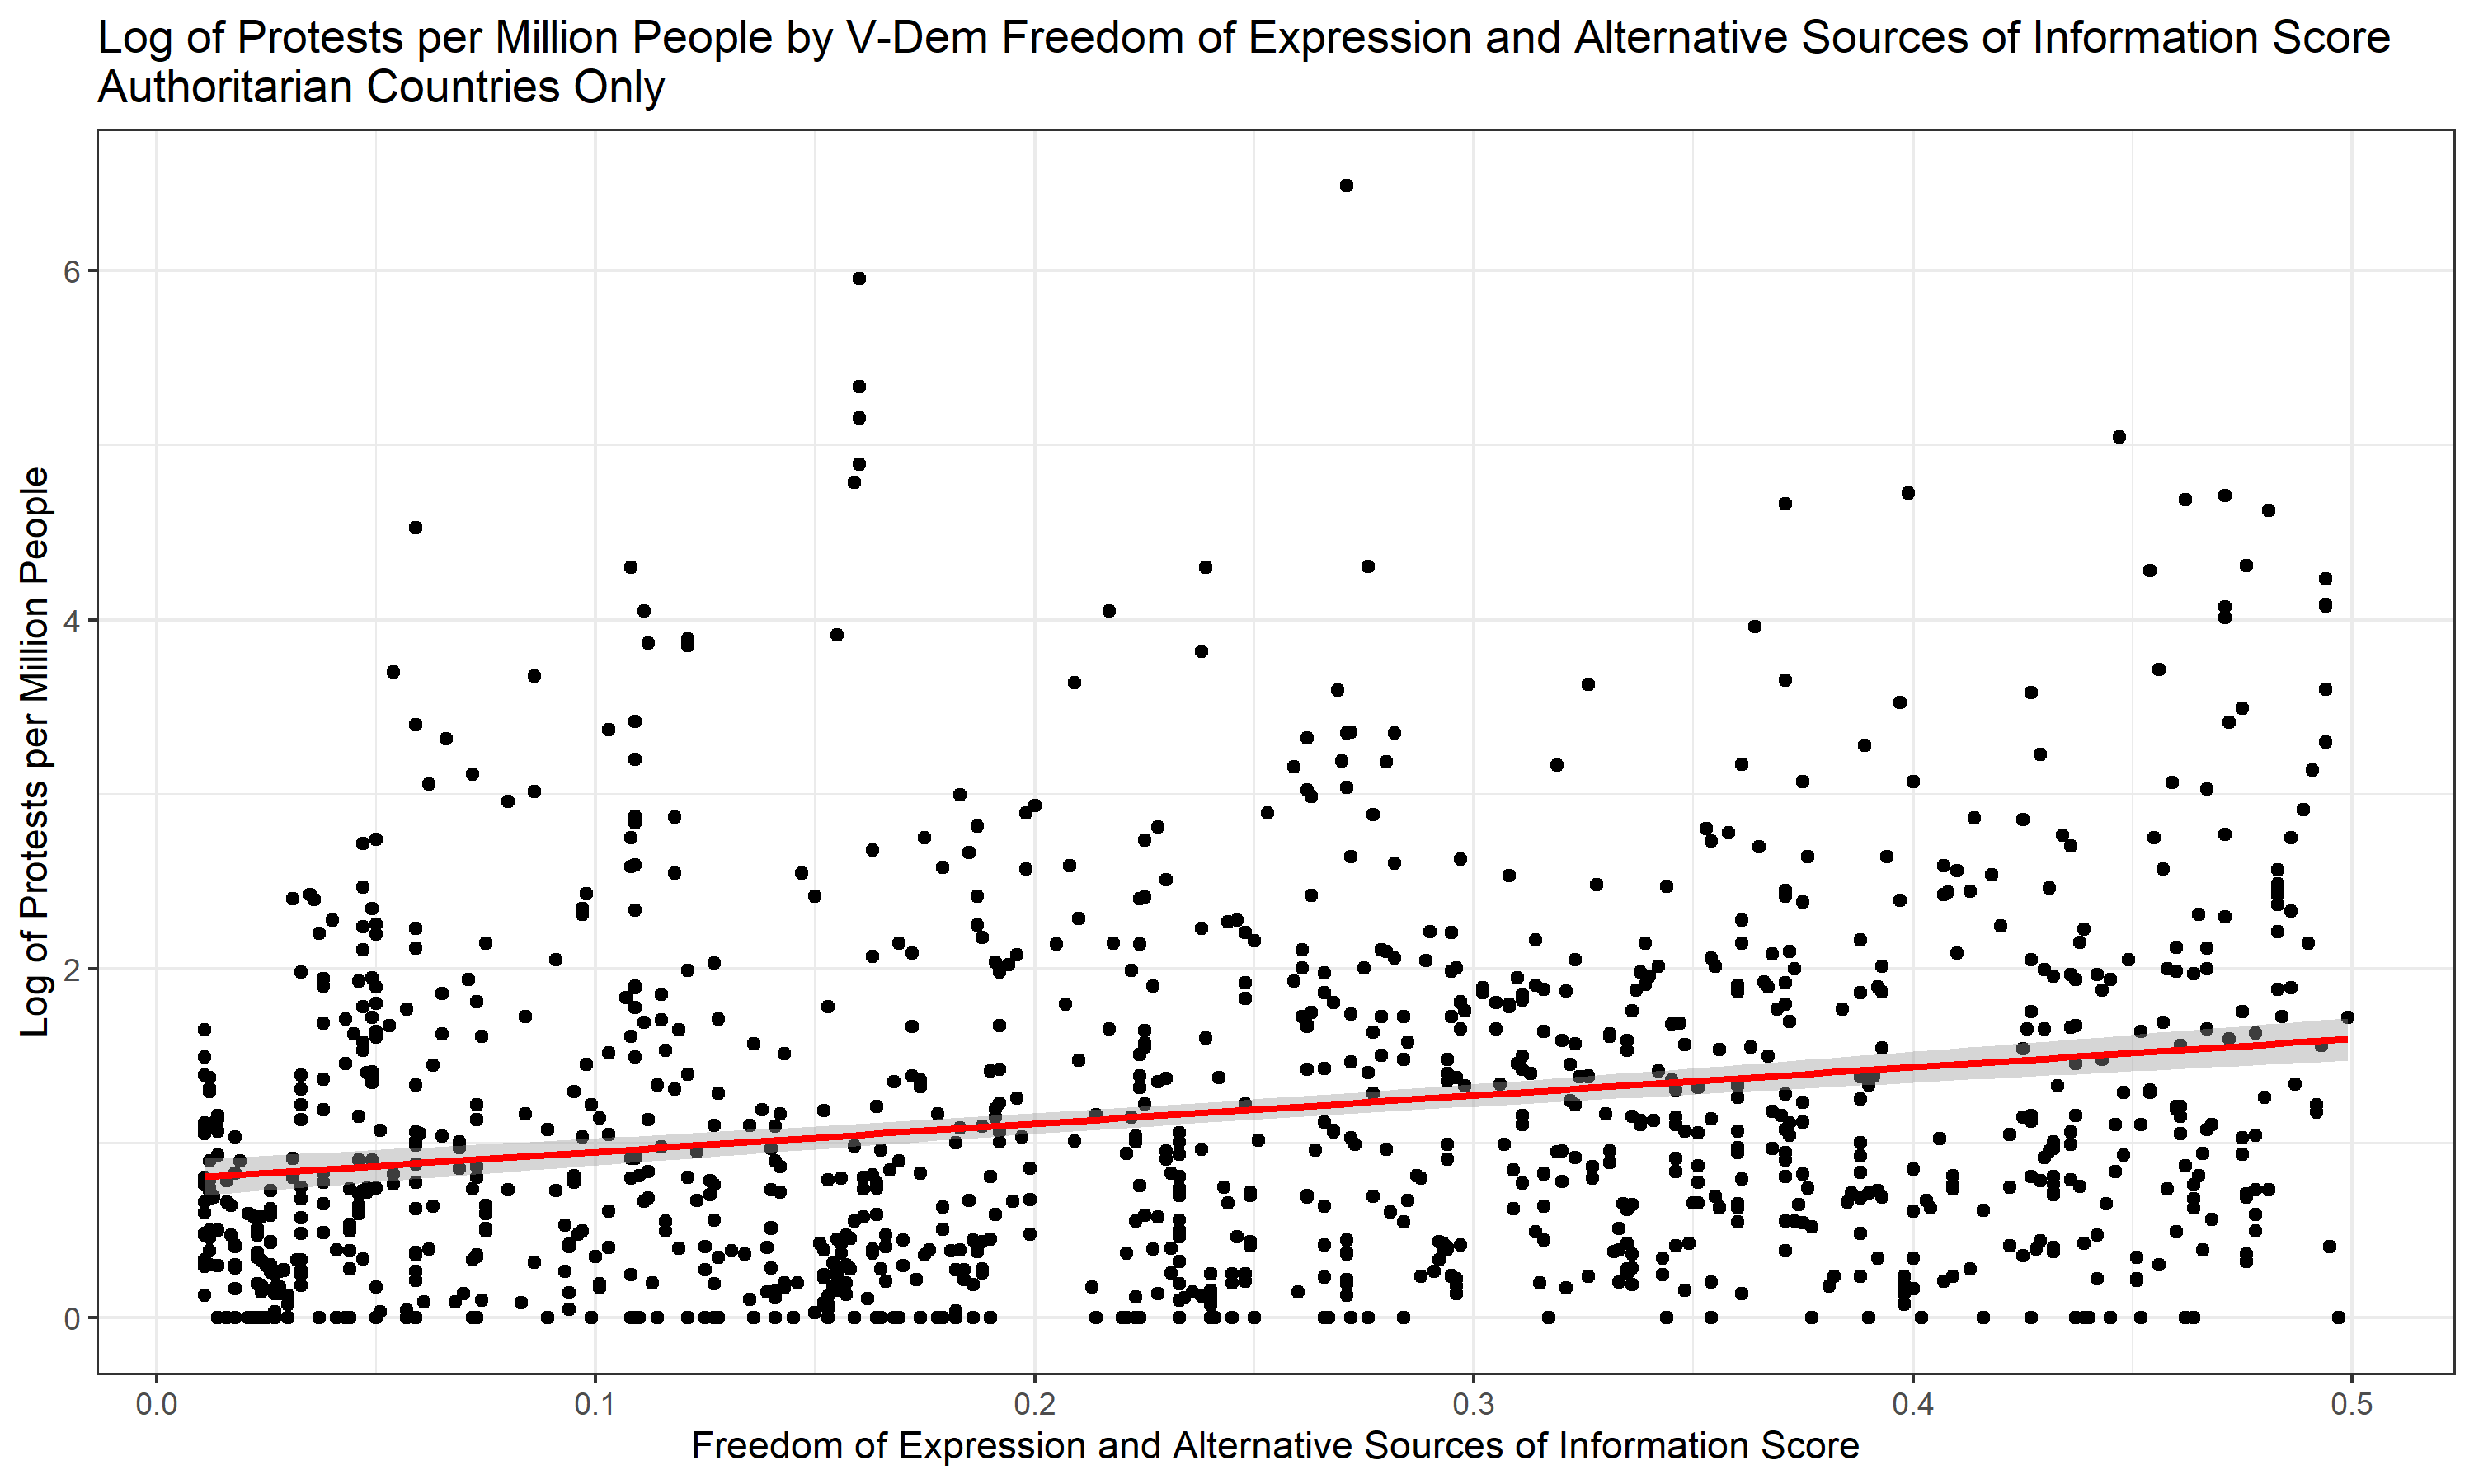 Log of Protests per Million People by V-Dem Freedom of Expression and Alternative Sources of Information Score
Authoritarian Countries Only
Log of Protests per Million People
6
4
2
0
0.0
0.1
0.2
0.3
0.4
0.5
Freedom of Expression and Alternative Sources of Information Score